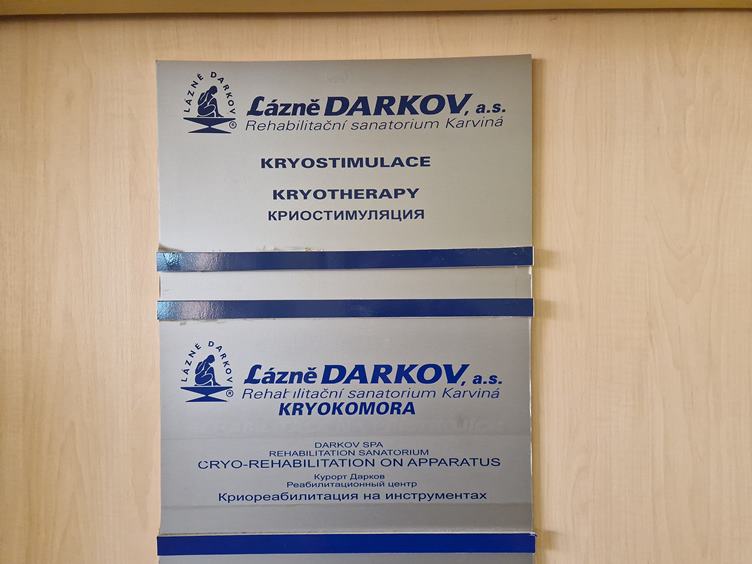 LÁZNĚ DARKOV
®
Lázně DARKOV, a.s.
Rehabilitační sanatorium Karviná
KRYOSTIMULACE
KRYOTHERAPY
КРИОСТИМУЛЯЦИЯ
LÁZNĚ DARKOV
®
Lázně DARKOV, a.s.
Rehabilitační sanatorium Karviná
KRYOKOMORA
DARKOV SPA
REHABILITATION SANATORIUM
CRYO-REHABILITATION ON APPARATUS
Курорт Дарков
Реабилитационный центр
Криореабилитация на инструментах